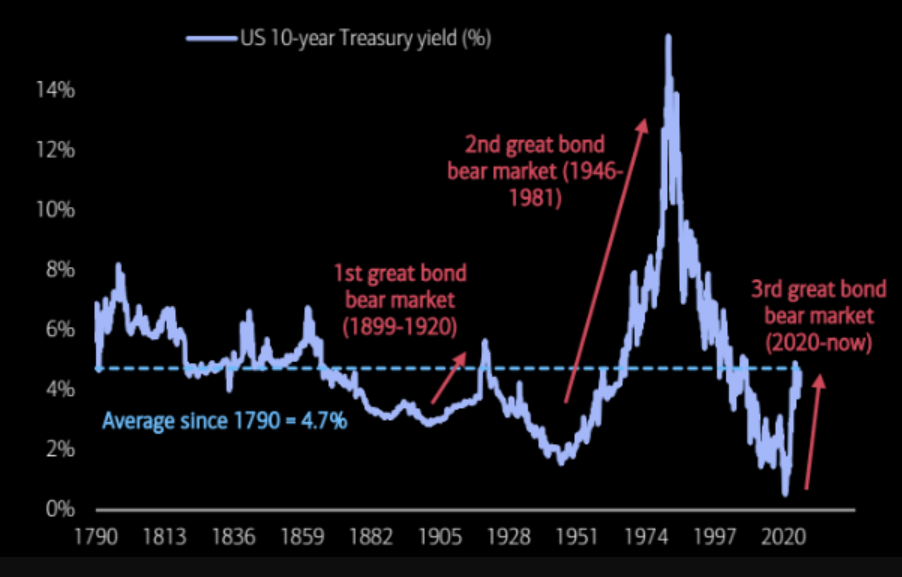 US 10-year Treasury yield (%)
14%
12%
10%
8%
6%
4%
2%
0%
2nd great bond
bear market (1946-
1981)
1st great bond
bear market
(1899-1920)
3rd great bond
bear market
(2020-now)
Average since 1790 = 4.7%
1790 1813 1836 1859 1882 1905 1928 1951 1974 1997 2020